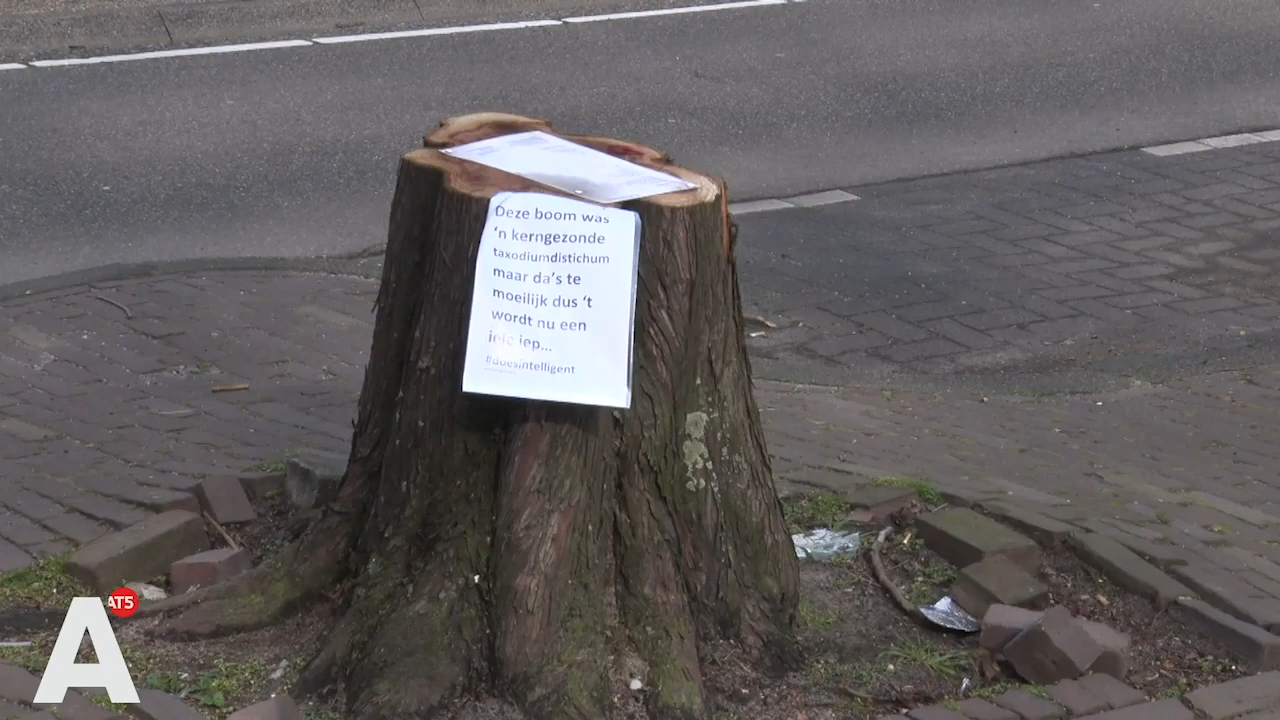 Deze boom was
‘n kerngezonde
taxodiumdistichum
maar da's te
moeilijk dus ‘t
wordt nu een
iep...
#doesintelligent
A
AT5